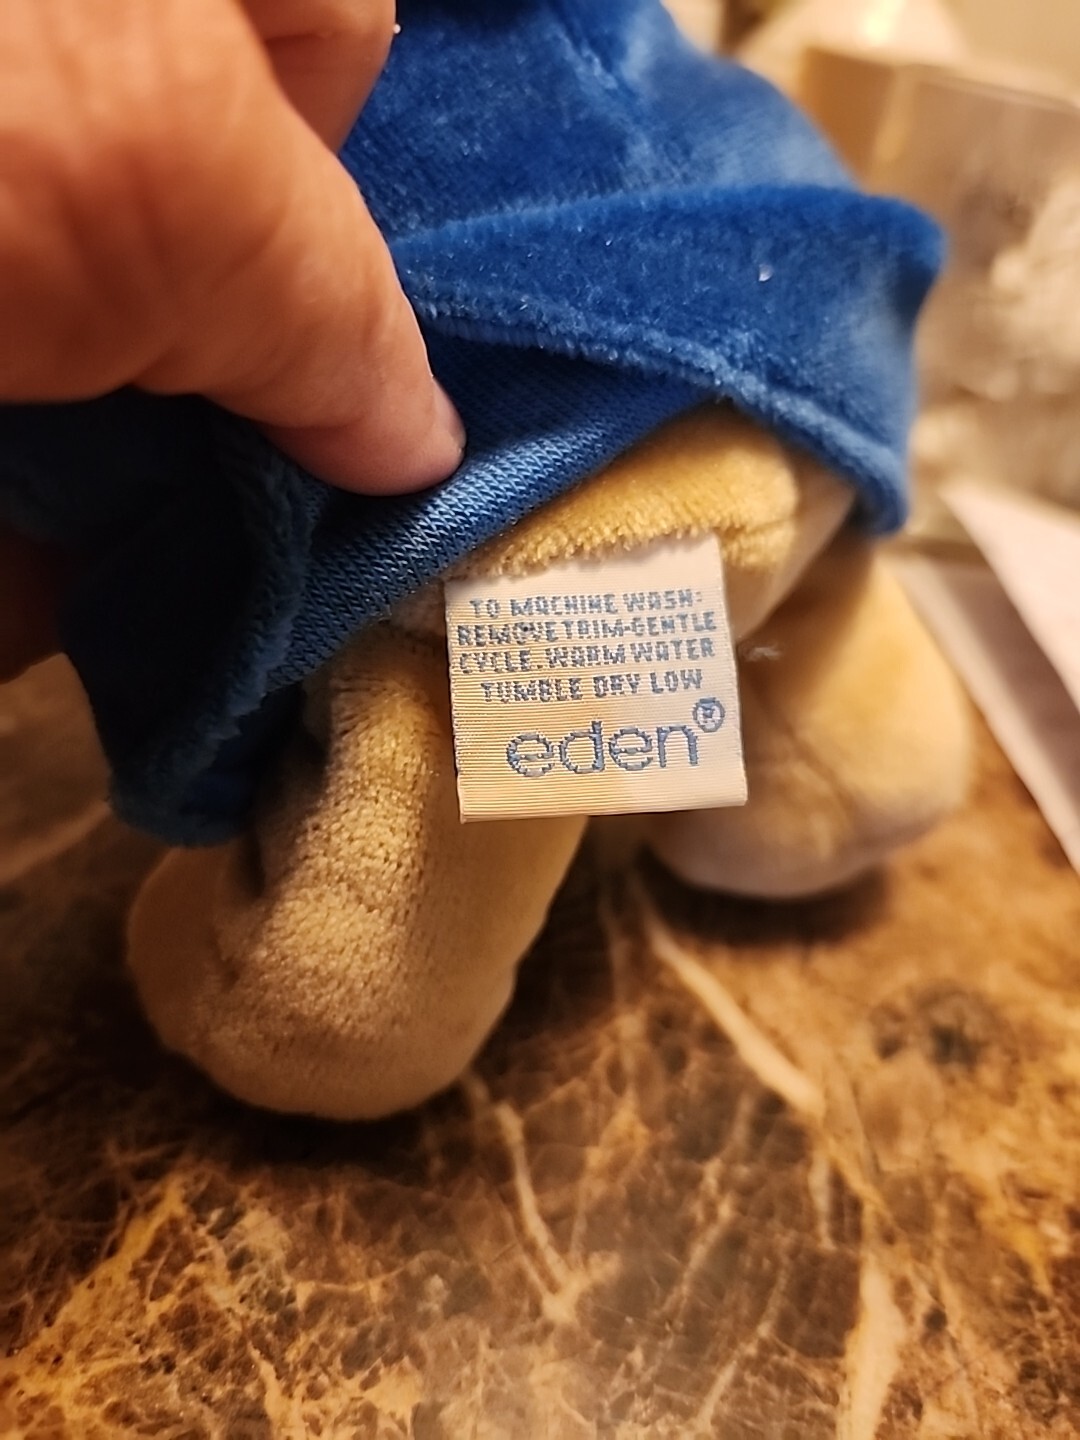 TO MACHINE WASH:
REMOVE TRIM-GENTLE
CYCLE. WARM WATER
TUMBLE DRY LOW
eden®